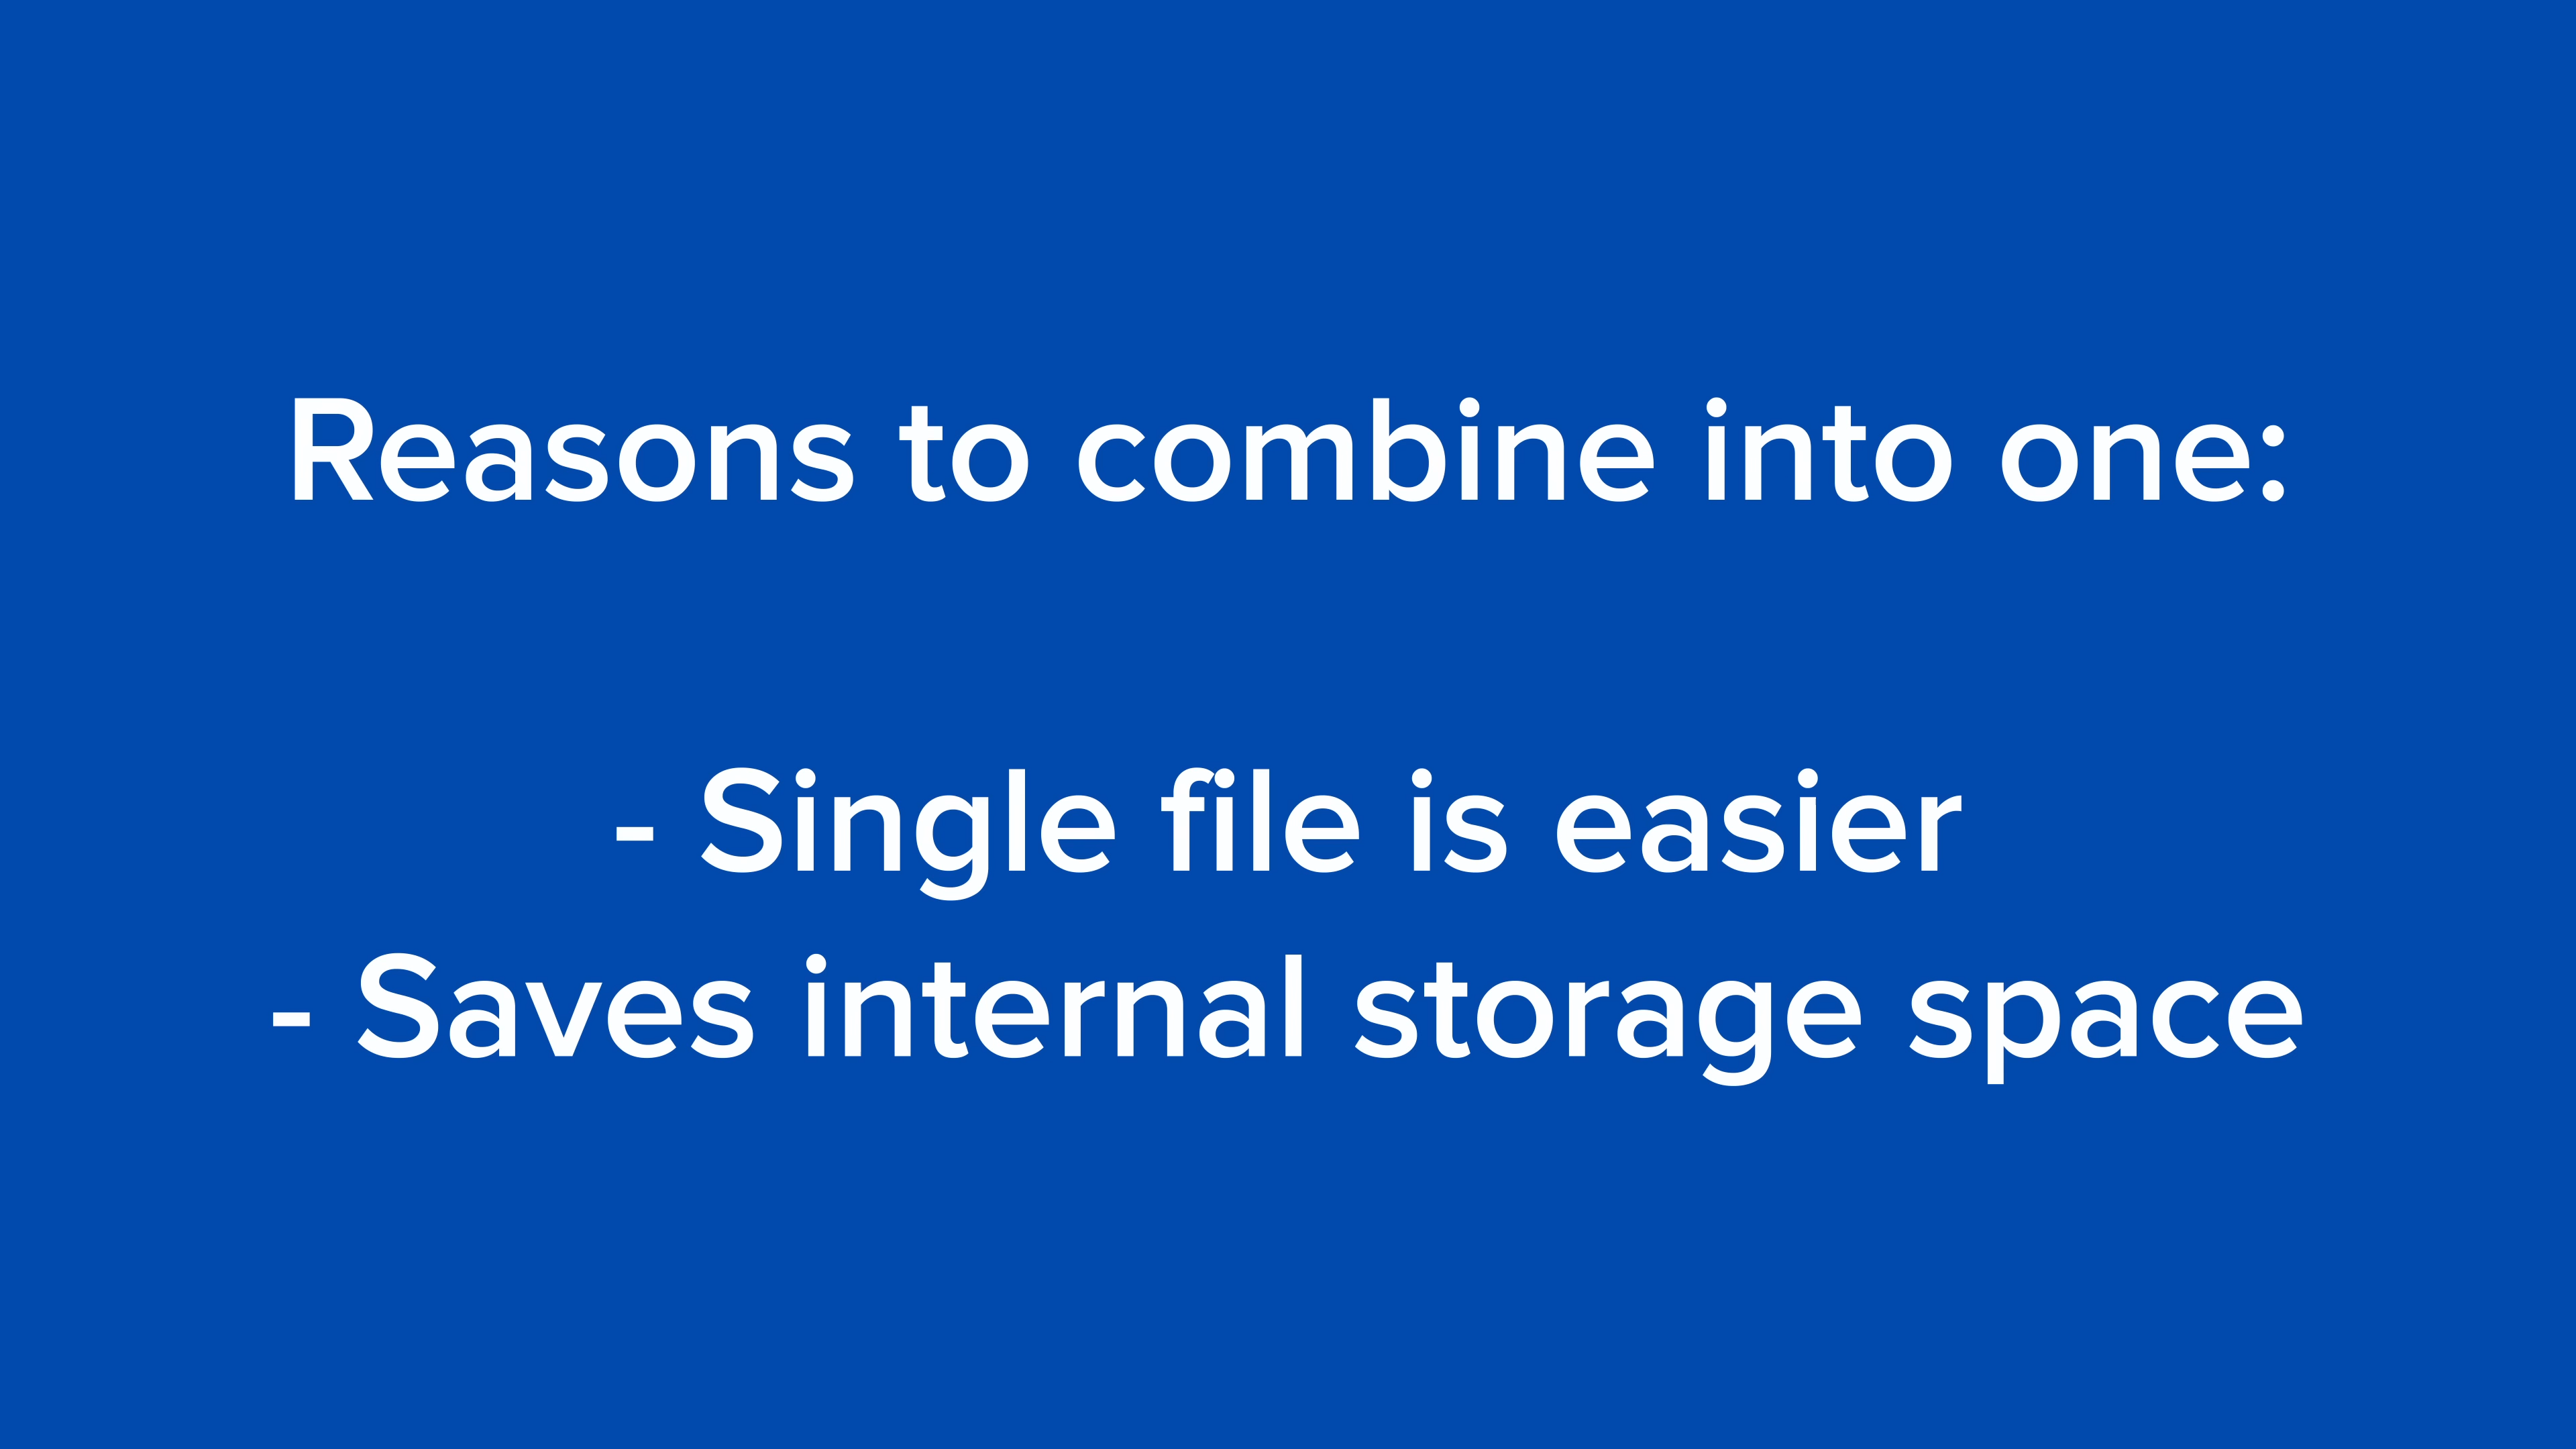 Reasons to combine into one:
- Single file is easier
- Saves internal storage space